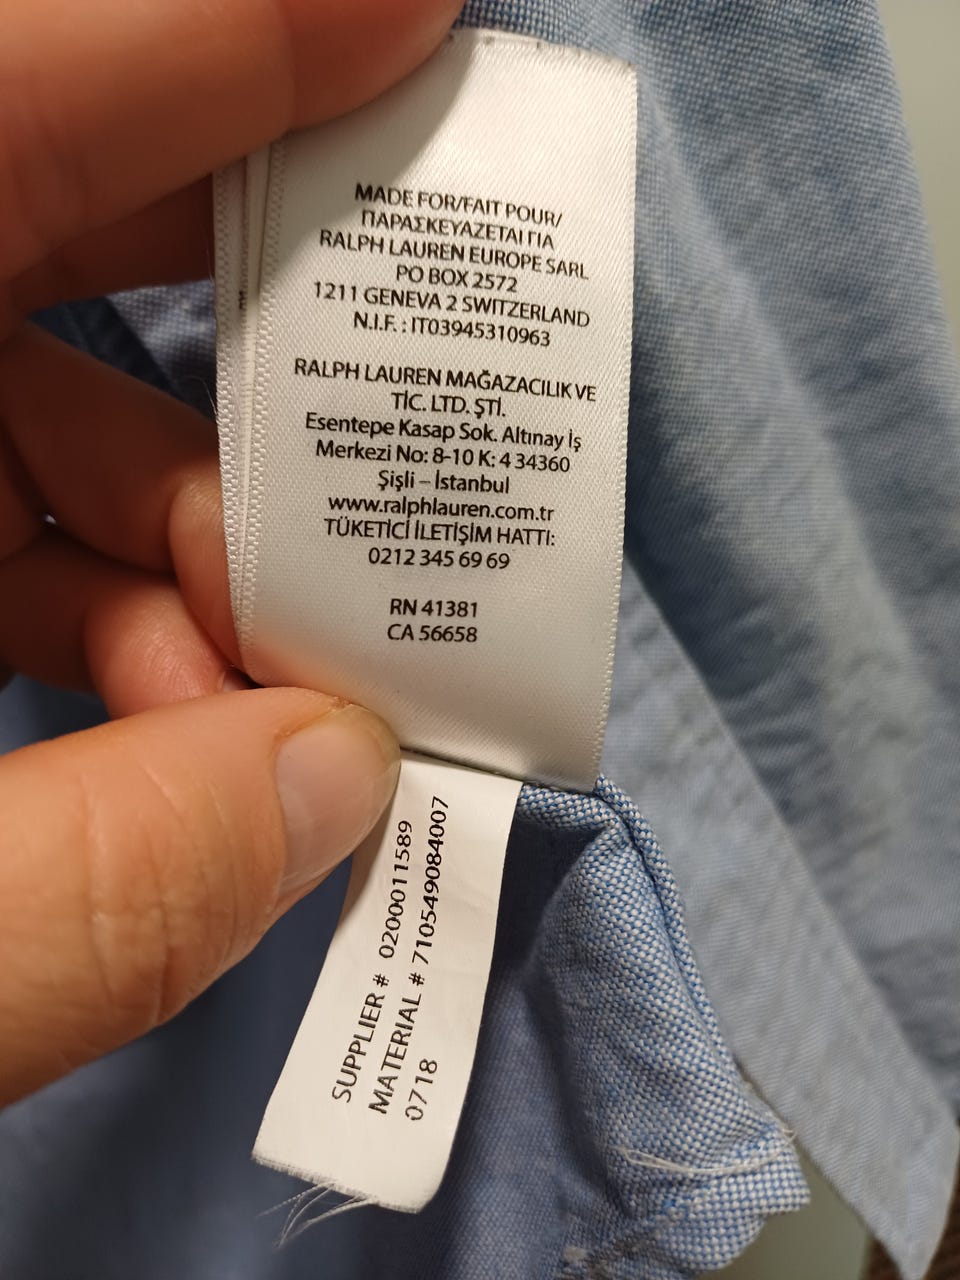 MADE FOR/FAIT POUR/
ΠΑΡΑΣΚΕΥΑΖΕΤΑΙ ΓΙΑ
RALPH LAUREN EUROPE SARL
PO BOX 2572
1211 GENEVA 2 SWITZERLAND
N.I.F. : IT03945310963
RALPH LAUREN MAĞAZACILIK VE
TİC. LTD. ŞTİ.
Esentepe Kasap Sok. Altınay İş
Merkezi No: 8-10 K: 4 34360
Şişli – İstanbul
www.ralphlauren.com.tr
TÜKETİCİ İLETİŞİM HATTI:
0212 345 69 69
RN 41381
CA 56658
SUPPLIER # 0200011589
MATERIAL # 710549084007
0718